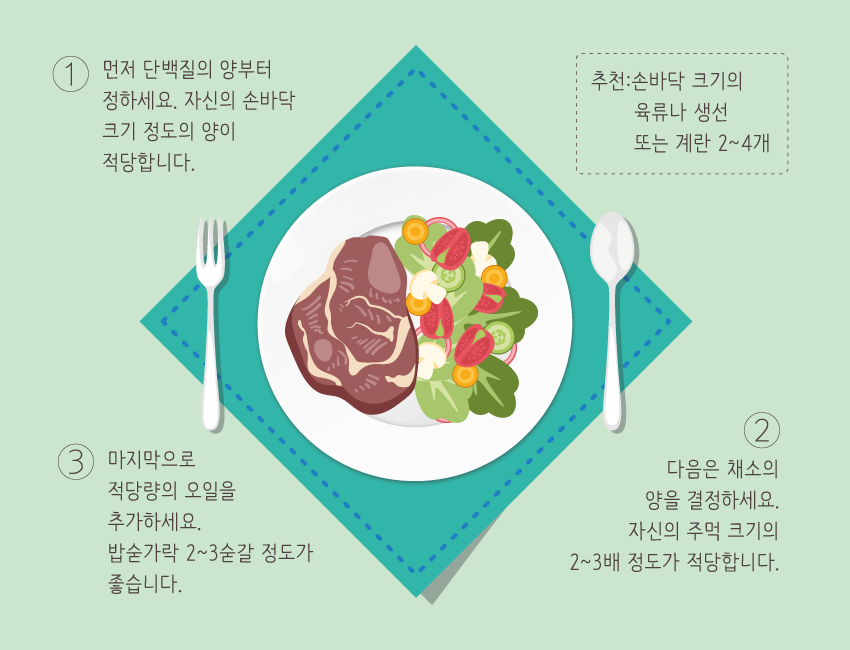 ① 먼저 단백질의 양부터
정하세요. 자신의 손바닥
크기 정도의 양이
적당합니다.
추천:손바닥 크기의
육류나 생선
또는 계란 2~4개
② 다음은 채소의
양을 결정하세요.
자신의 주먹 크기의
2~3배 정도가 적당합니다.
③ 마지막으로
적당량의 오일을
추가하세요.
밥숟가락 2~3숟갈 정도가
좋습니다.